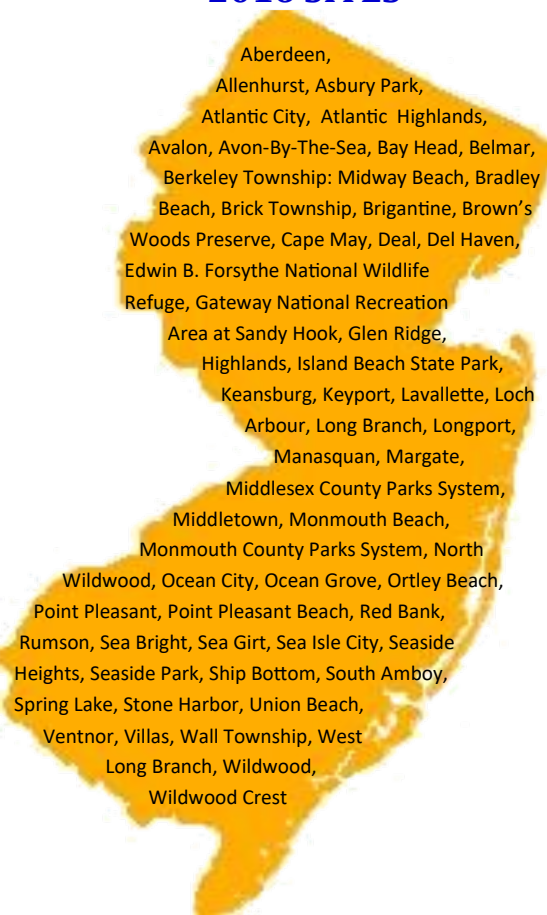 2018 SITES
Aberdeen,
Allenhurst, Asbury Park,
Atlantic City, Atlantic Highlands,
Avalon, Avon-By-The-Sea, Bay Head, Belmar,
Berkeley Township: Midway Beach, Bradley
Beach, Brick Township, Brigantine, Brown’s
Woods Preserve, Cape May, Deal, Del Haven,
Edwin B. Forsythe National Wildlife
Refuge, Gateway National Recreation
Area at Sandy Hook, Glen Ridge,
Highlands, Island Beach State Park,
Keansburg, Keyport, Lavallette, Loch
Arbour, Long Branch, Longport,
Manasquan, Margate,
Middlesex County Parks System,
Middletown, Monmouth Beach,
Monmouth County Parks System, North
Wildwood, Ocean City, Ocean Grove, Ortley Beach,
Point Pleasant, Point Pleasant Beach, Red Bank,
Rumson, Sea Bright, Sea Girt, Sea Isle City, Seaside
Heights, Seaside Park, Ship Bottom, South Amboy,
Spring Lake, Stone Harbor, Union Beach,
Ventnor, Villas, Wall Township, West
Long Branch, Wildwood,
Wildwood Crest